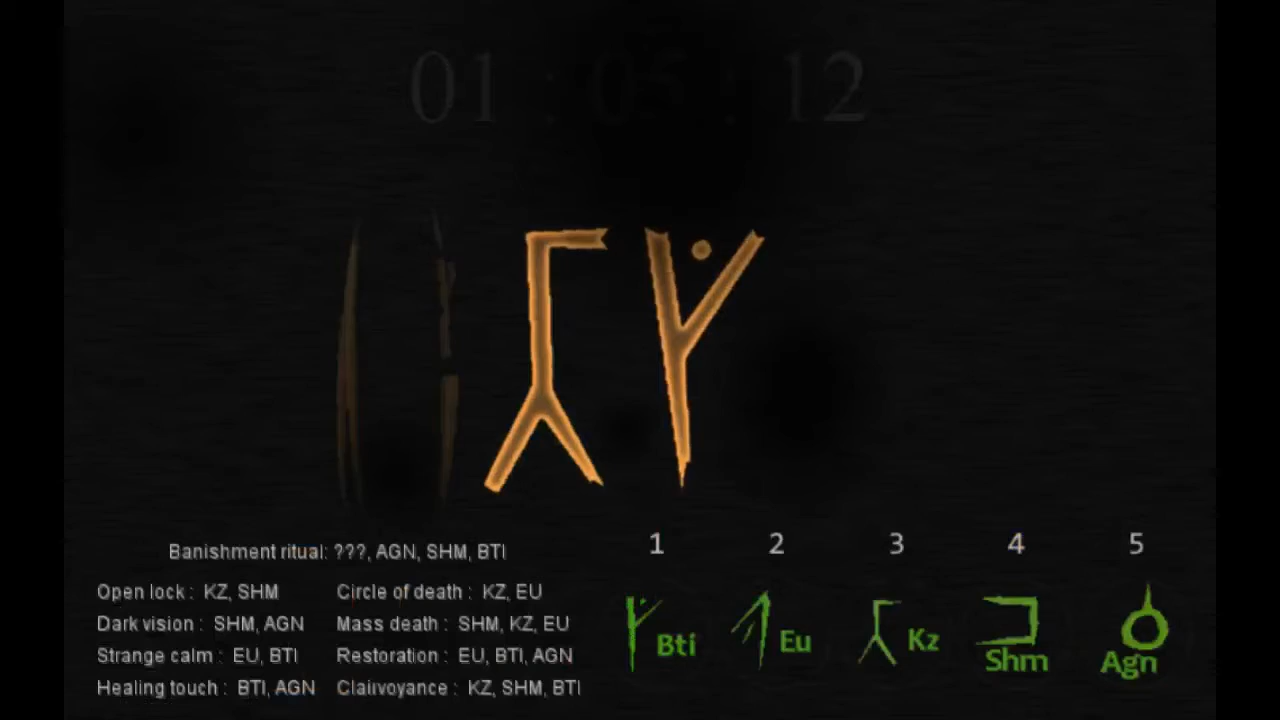 01 : 05 : 12
Banishment ritual: ???, AGN, SHM, BTI
Open lock : KZ, SHM
Dark vision : SHM, AGN
Strange calm : EU, BTI
Healing touch : BTI, AGN
Circle of death : KZ, EU
Mass death : SHM, KZ, EU
Restoration : EU, BTI, AGN
Claiivoyance : KZ, SHM, BTI
1 2 3 4 5
Bti Eu Kz Shm Agn